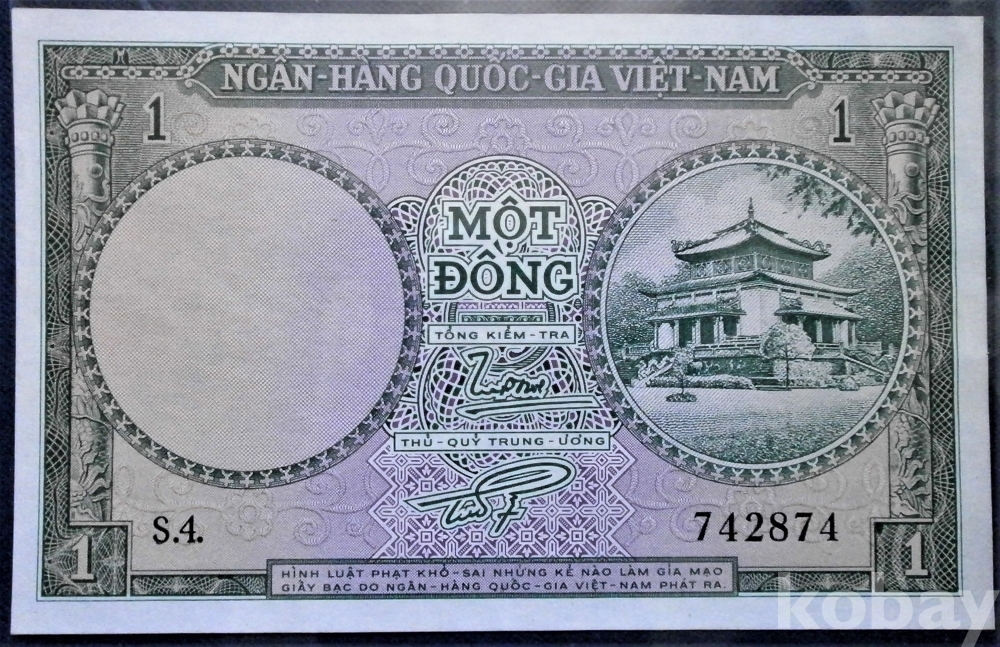 NGÂN-HÀNG QUỐC-GIA VIỆT-NAM
1
1
MỘT
ĐỒNG
TỔNG KIỂM-TRA
THỦ-QUỸ TRUNG-ƯƠNG
S.4.
742874
1
1
HÌNH LUẬT PHẠT KHỔ-SAI NHỮNG KẺ NÀO LÀM GIẢ MẠO
GIẤY BẠC DO NGÂN-HÀNG QUỐC-GIA VIỆT-NAM PHÁT RA.
kobay